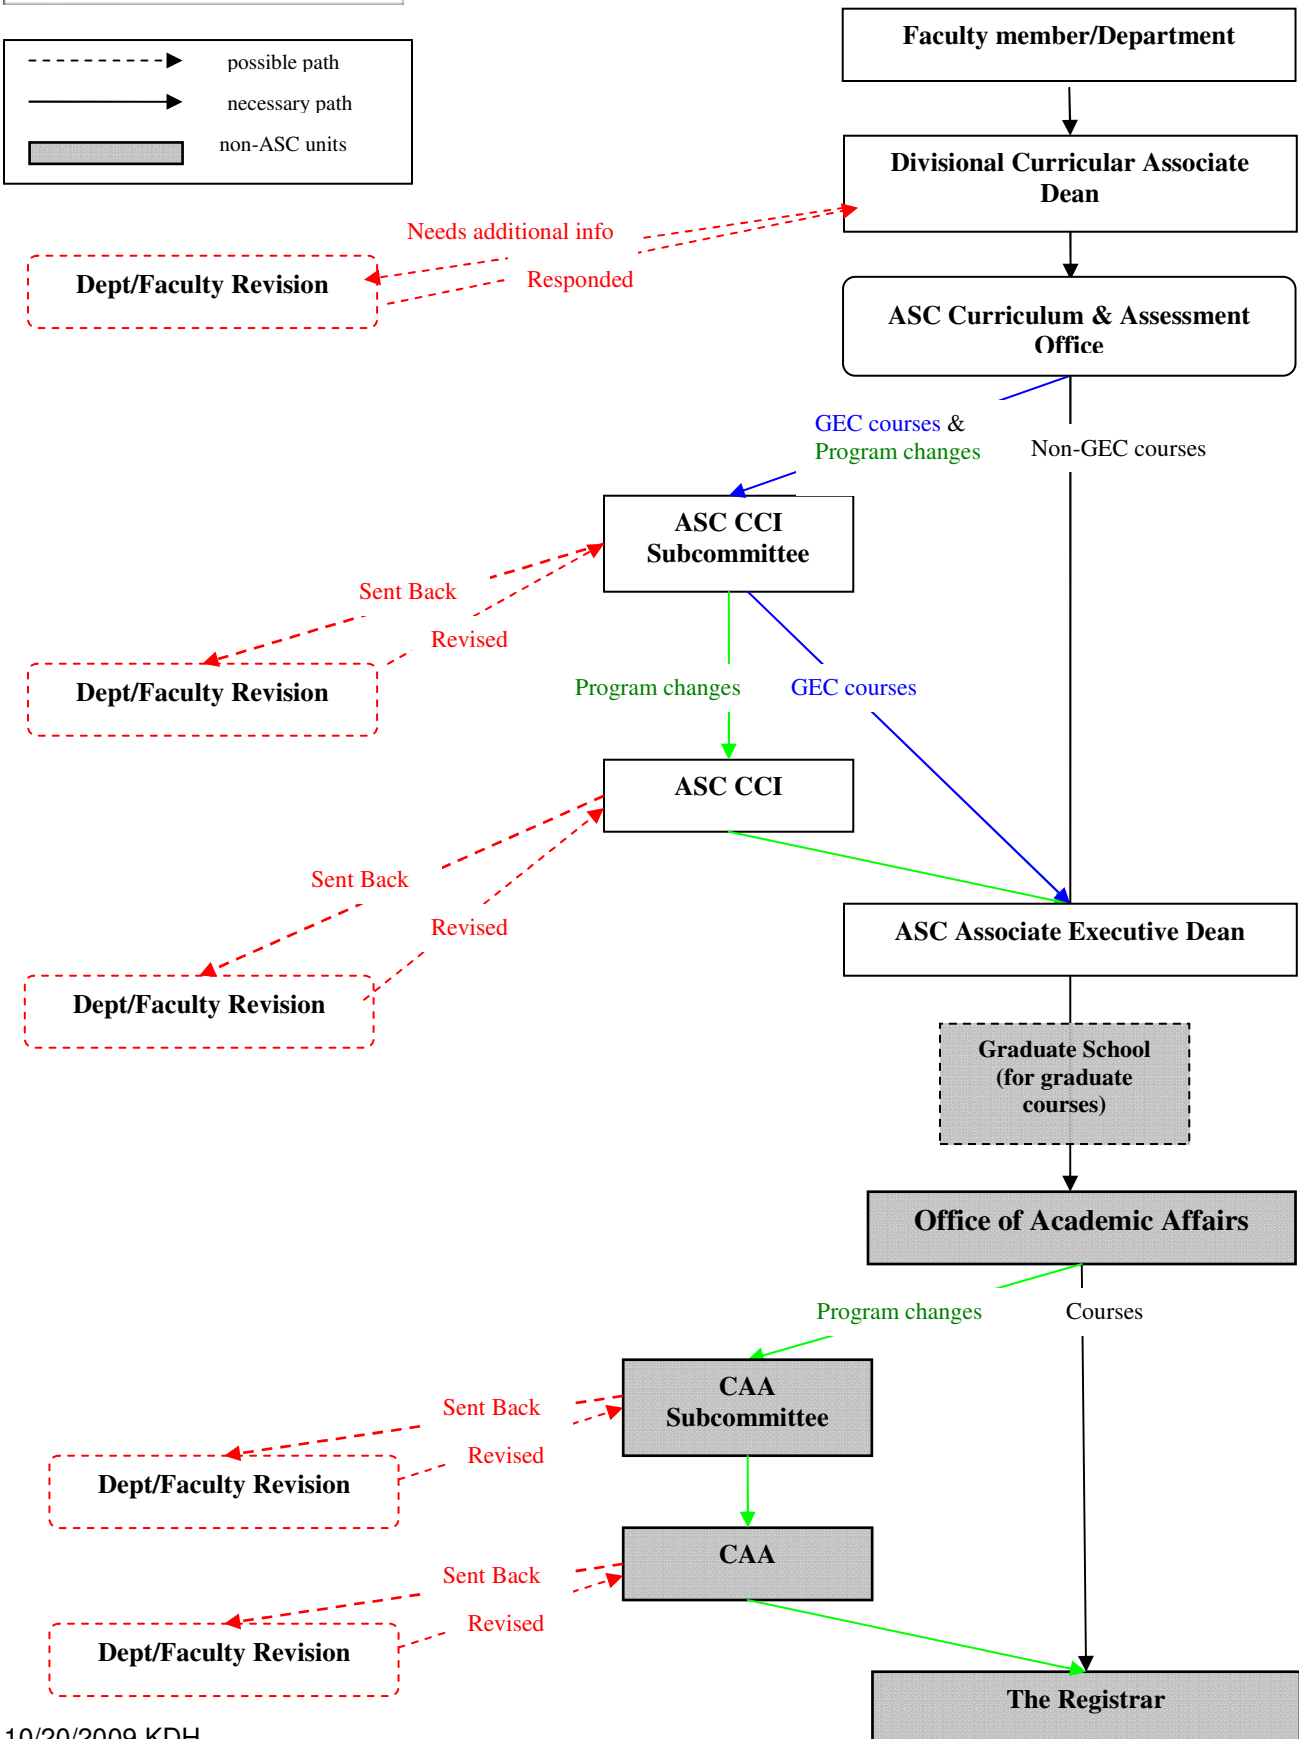 possible path
necessary path
non-ASC units
Faculty member/Department
Divisional Curricular Associate
Dean
Needs additional info
Responded
Dept/Faculty Revision
ASC Curriculum & Assessment
Office
GEC courses &
Program changes
Non-GEC courses
ASC CCI
Subcommittee
Sent Back
Revised
Dept/Faculty Revision
Program changes
GEC courses
ASC CCI
Sent Back
Revised
Dept/Faculty Revision
ASC Associate Executive Dean
Graduate School
(for graduate
courses)
Office of Academic Affairs
Program changes
Courses
CAA
Subcommittee
Sent Back
Revised
Dept/Faculty Revision
CAA
Sent Back
Revised
Dept/Faculty Revision
The Registrar
10/20/2009 KDH